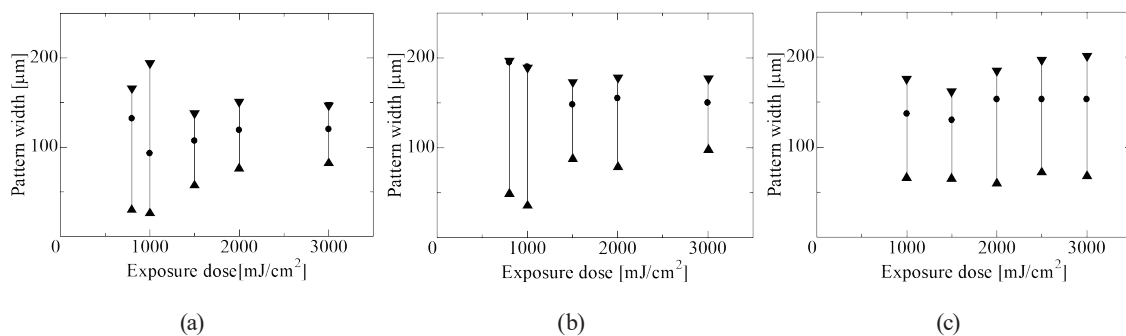 Pattern width [μm]
200
100
0
1000
2000
3000
Exposure dose[mJ/cm²]
(a)
Pattern width [μm]
200
100
0
1000
2000
3000
Exposure dose [mJ/cm²]
(b)
Pattern width [μm]
200
100
0
1000
2000
3000
Exposure dose [mJ/cm²]
(c)